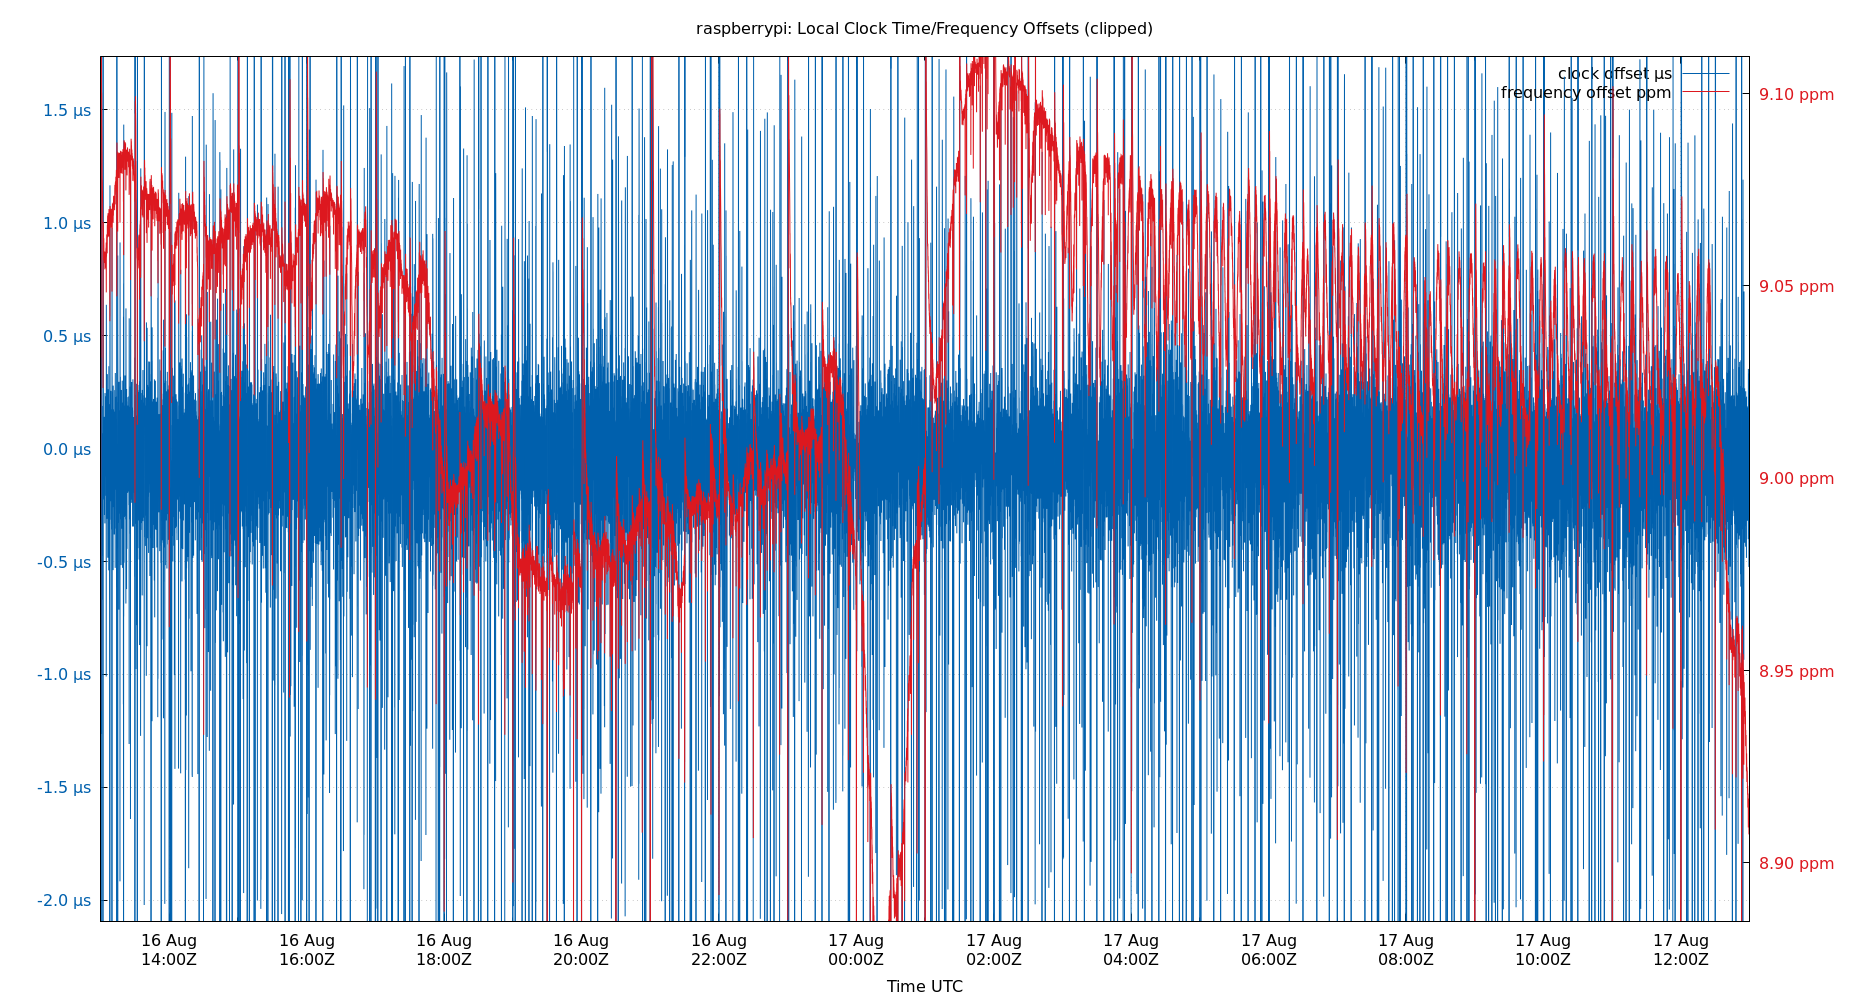 raspberrypi: Local Clock Time/Frequency Offsets (clipped)
clock offset µs
frequency offset ppm
1.5 µs
1.0 µs
0.5 µs
0.0 µs
-0.5 µs
-1.0 µs
-1.5 µs
-2.0 µs
9.10 ppm
9.05 ppm
9.00 ppm
8.95 ppm
8.90 ppm
16 Aug 16 Aug 16 Aug 16 Aug 16 Aug 17 Aug 17 Aug 17 Aug 17 Aug 17 Aug 17 Aug 17 Aug
14:00Z 16:00Z 18:00Z 20:00Z 22:00Z 00:00Z 02:00Z 04:00Z 06:00Z 08:00Z 10:00Z 12:00Z
Time UTC